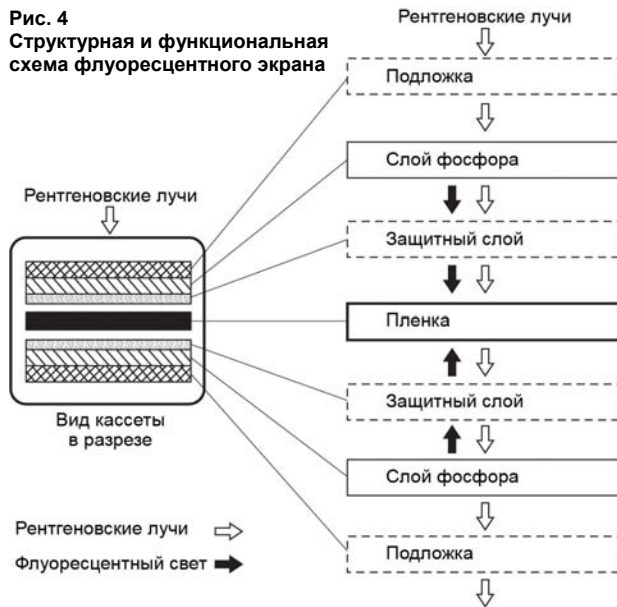 Рис. 4
Структурная и функциональная
схема флуоресцентного экрана
Рентгеновские лучи
Вид кассеты
в разрезе
Рентгеновские лучи
Флуоресцентный свет
Рентгеновские лучи
Подложка
Слой фосфора
Защитный слой
Пленка
Защитный слой
Слой фосфора
Подложка